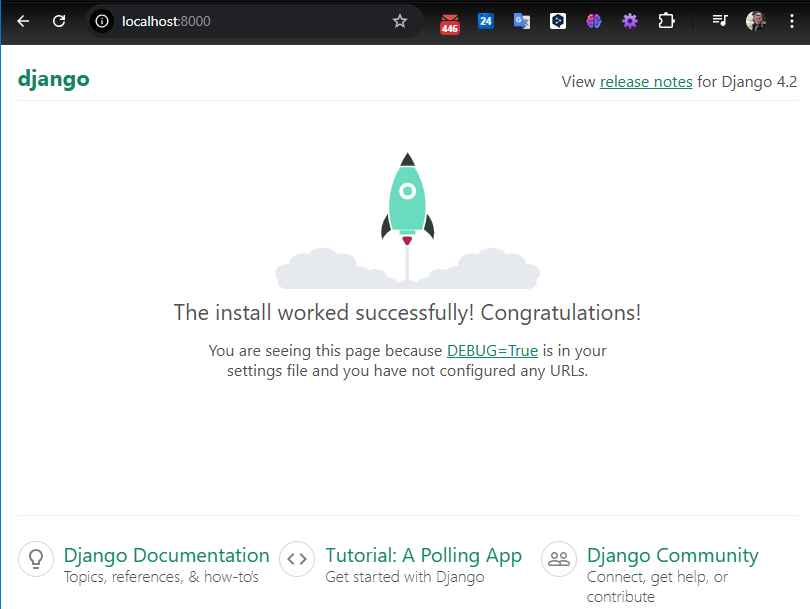 localhost:8000
446
24
django
View release notes for Django 4.2
The install worked successfully! Congratulations!
You are seeing this page because DEBUG=True is in your
settings file and you have not configured any URLs.
Django Documentation
Topics, references, & how-to's
Tutorial: A Polling App
Get started with Django
Django Community
Connect, get help, or
contribute